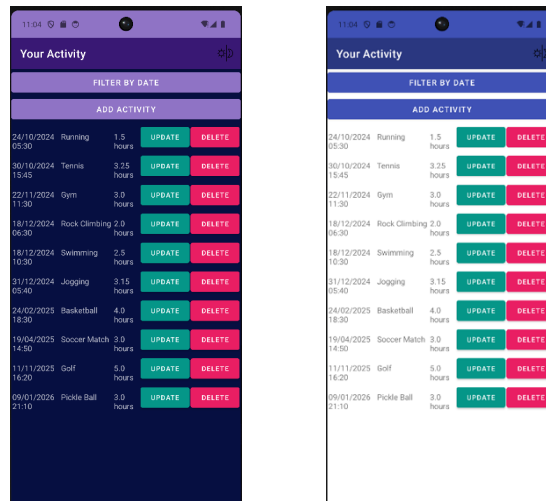 11:04
Your Activity
FILTER BY DATE
ADD ACTIVITY
24/10/2024 Running 1.5 UPDATE DELETE
05:30 hours
30/10/2024 Tennis 3.25 UPDATE DELETE
15:45 hours
22/11/2024 Gym 3.0 UPDATE DELETE
11:30 hours
18/12/2024 Rock Climbing 2.0 UPDATE DELETE
06:30 hours
18/12/2024 Swimming 2.5 UPDATE DELETE
10:30 hours
31/12/2024 Jogging 3.15 UPDATE DELETE
05:40 hours
24/02/2025 Basketball 4.0 UPDATE DELETE
18:30 hours
19/04/2025 Soccer Match 3.0 UPDATE DELETE
14:50 hours
11/11/2025 Golf 5.0 UPDATE DELETE
16:20 hours
09/01/2026 Pickle Ball 3.0 UPDATE DELETE
21:10 hours
11:04
Your Activity
FILTER BY DATE
ADD ACTIVITY
24/10/2024 Running 1.5 UPDATE DELETE
05:30 hours
30/10/2024 Tennis 3.25 UPDATE DELETE
15:45 hours
22/11/2024 Gym 3.0 UPDATE DELETE
11:30 hours
18/12/2024 Rock Climbing 2.0 UPDATE DELETE
06:30 hours
18/12/2024 Swimming 2.5 UPDATE DELETE
10:30 hours
31/12/2024 Jogging 3.15 UPDATE DELETE
05:40 hours
24/02/2025 Basketball 4.0 UPDATE DELETE
18:30 hours
19/04/2025 Soccer Match 3.0 UPDATE DELETE
14:50 hours
11/11/2025 Golf 5.0 UPDATE DELETE
16:20 hours
09/01/2026 Pickle Ball 3.0 UPDATE DELETE
21:10 hours